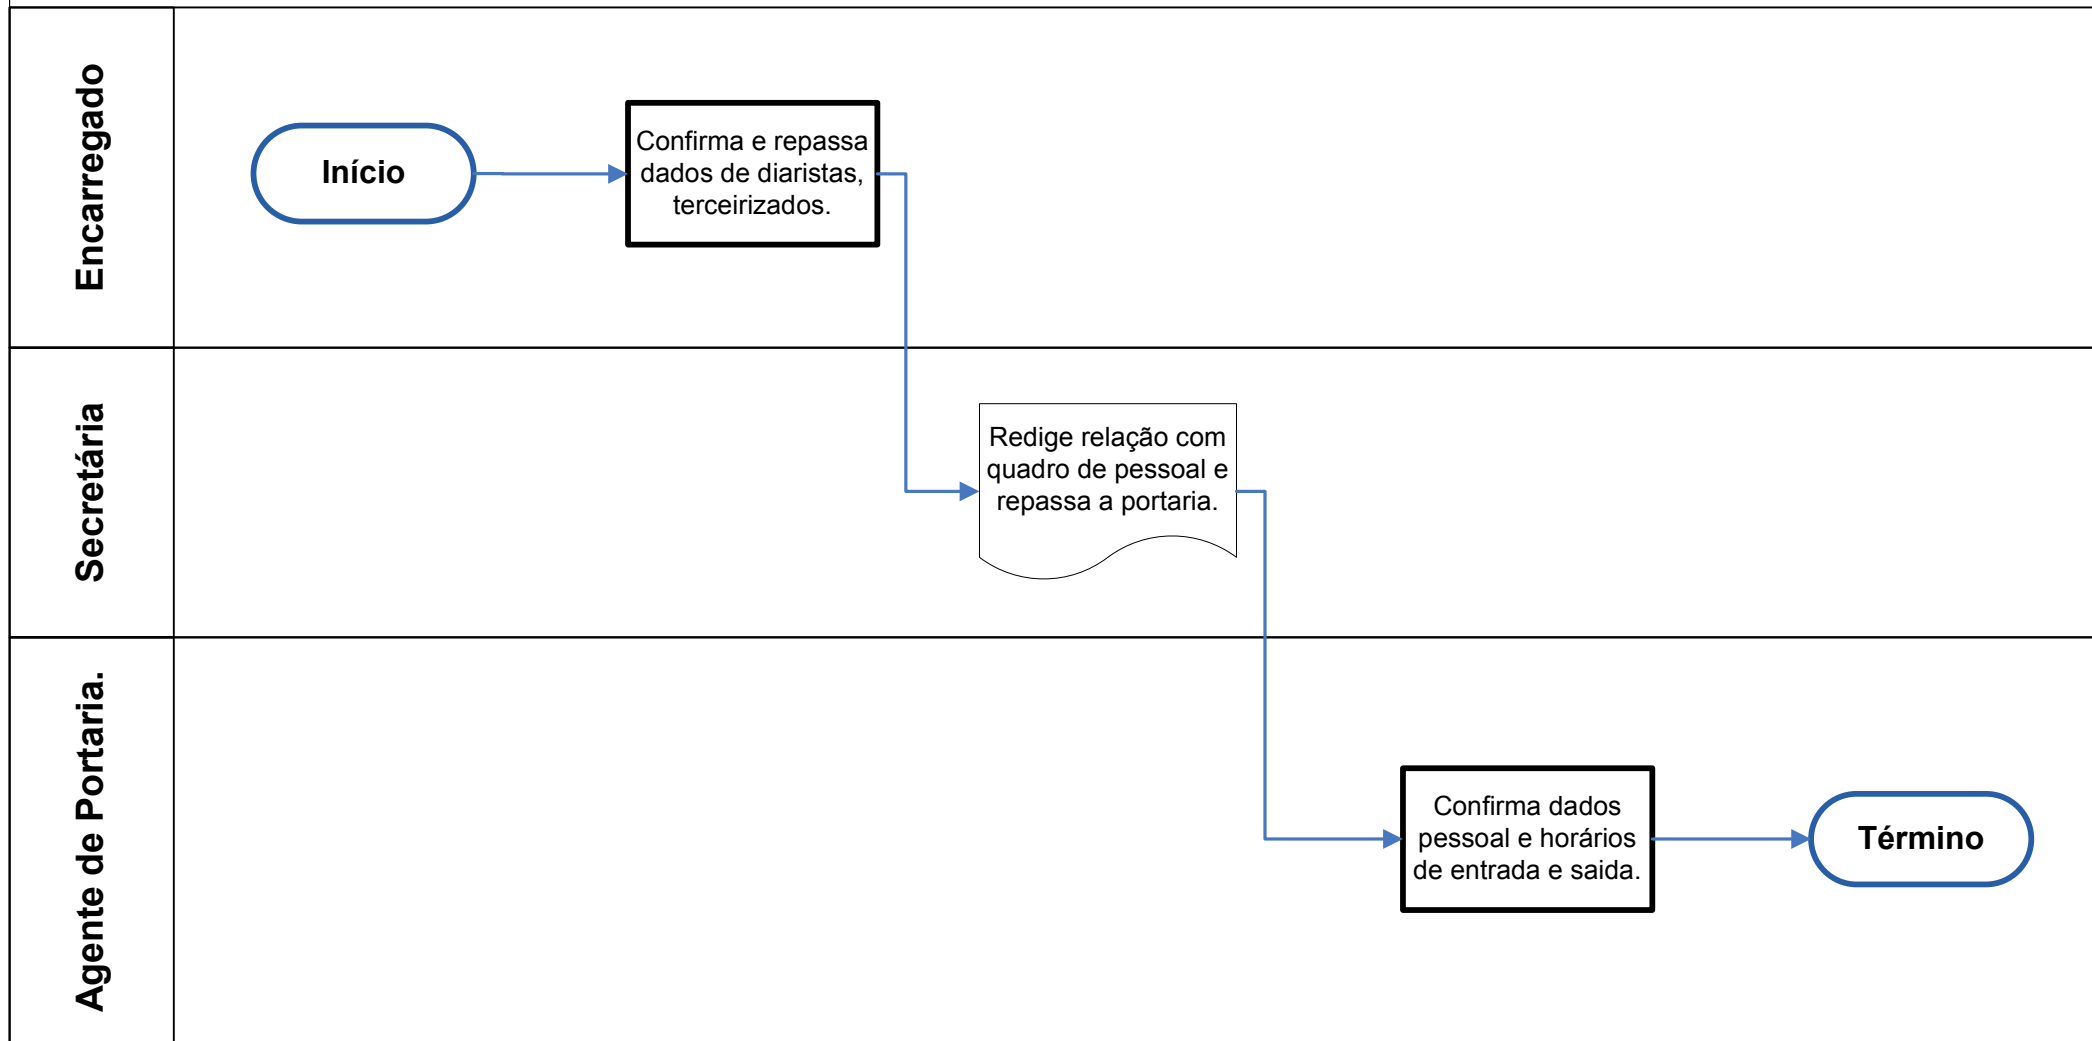 Encarregado
Início
Confirma e repassa
dados de diaristas,
terceirizados.
Secretária
Redige relação com
quadro de pessoal e
repassa a portaria.
Agente de Portaria.
Confirma dados
pessoal e horários
de entrada e saida.
Término